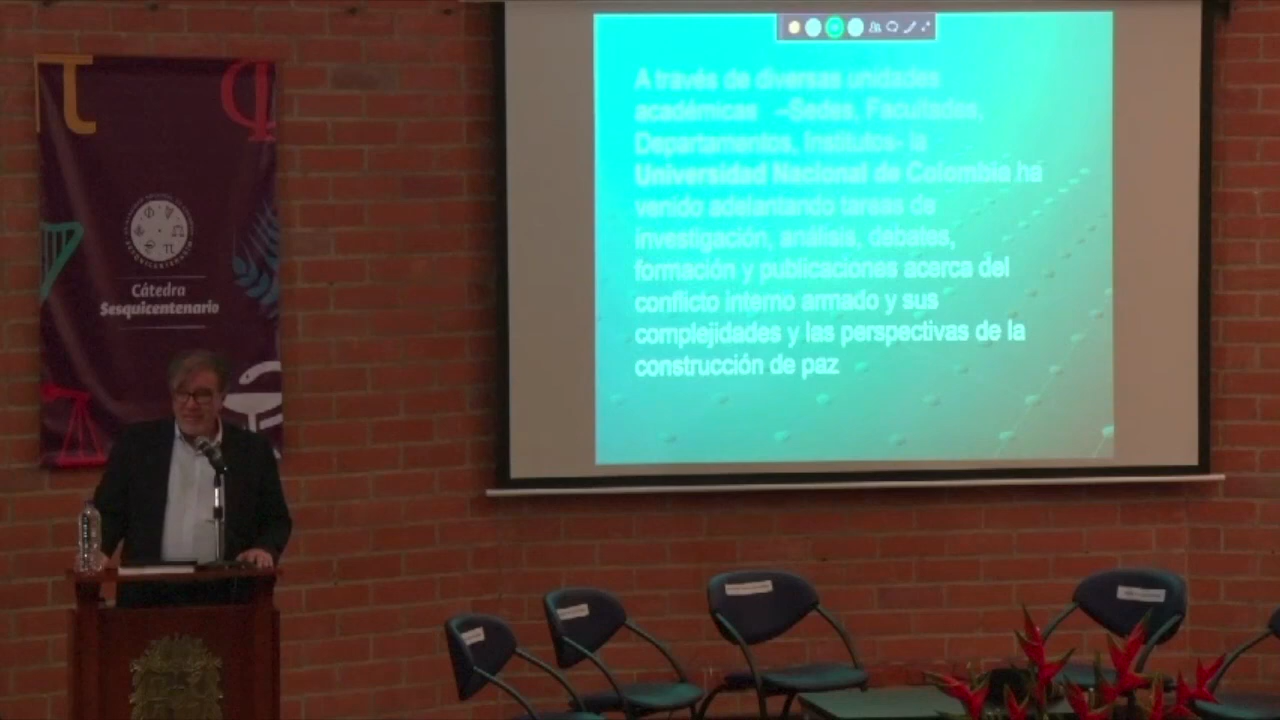 A través de diversas unidades
académicas –Sedes, Facultades,
Departamentos, Institutos- la
Universidad Nacional de Colombia ha
venido adelantando tareas de
investigación, análisis, debates,
formación y publicaciones acerca del
conflicto interno armado y sus
complejidades y las perspectivas de la
construcción de paz
Cátedra
Sesquicentenario